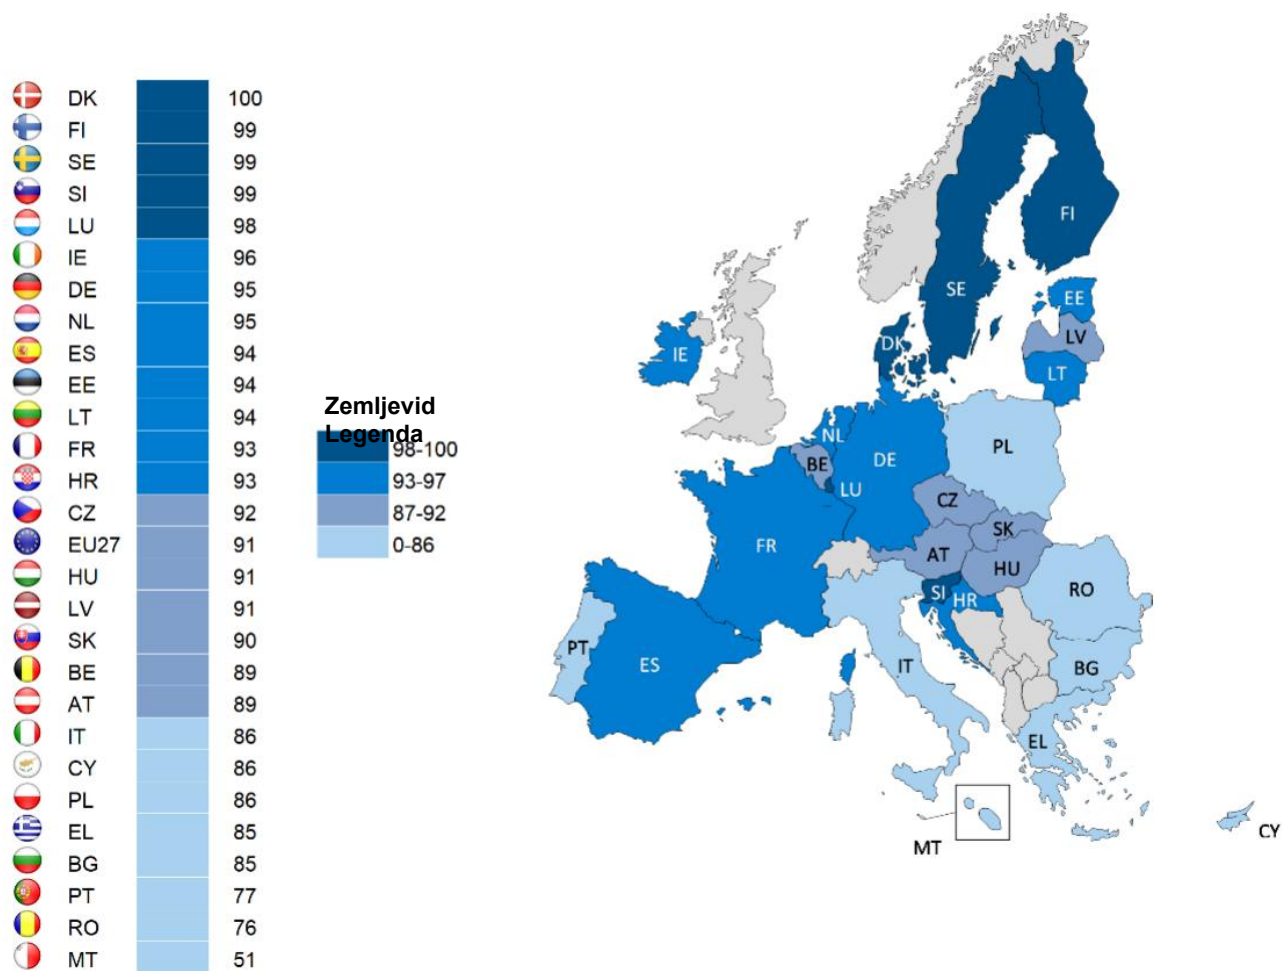 DK 100
FI 99
SE 99
SI 99
LU 98
IE 96
DE 95
NL 95
ES 94
EE 94
LT 94
FR 93
HR 93
CZ 92
EU27 91
HU 91
LV 91
SK 90
BE 89
AT 89
IT 86
CY 86
PL 86
EL 85
BG 85
PT 77
RO 76
MT 51
Zemljevid
Legenda
98-100
93-97
87-92
0-86
FI
SE
EE
LV
LT
DK
IE
NL
PL
BE
DE
LU
CZ
SK
FR
AT
HU
SI
HR
RO
PT
ES
IT
BG
EL
MT
CY